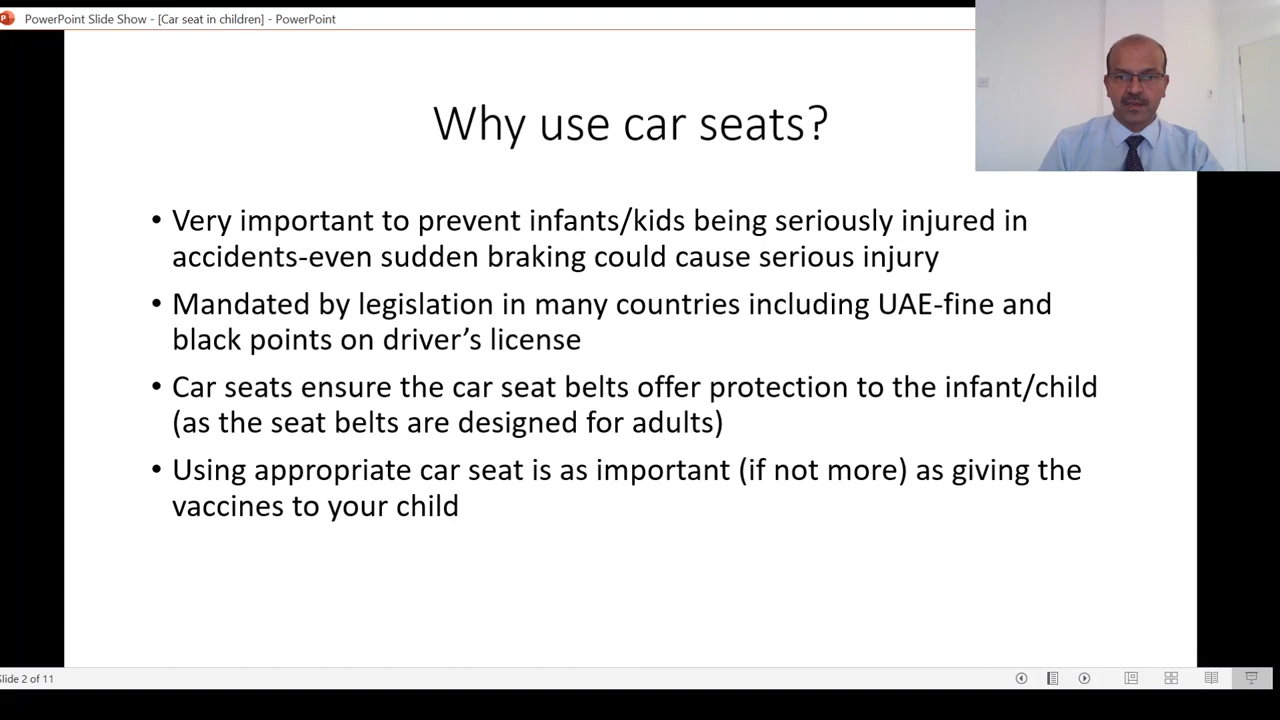 PowerPoint Slide Show - [Car seat in children] - PowerPoint
Why use car seats?
• Very important to prevent infants/kids being seriously injured in
accidents-even sudden braking could cause serious injury
• Mandated by legislation in many countries including UAE-fine and
black points on driver’s license
• Car seats ensure the car seat belts offer protection to the infant/child
(as the seat belts are designed for adults)
• Using appropriate car seat is as important (if not more) as giving the
vaccines to your child
Slide 2 of 11